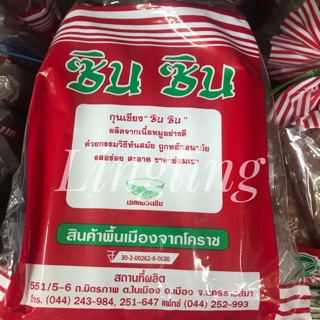 ซิน ซิน
กุนเชียง "ซิน ซิน"
ผลิตจากเนื้อหมูอย่างดี
ด้วยกรรมวิธีทันสมัย ถูกหลักอนามัย
รสอร่อย สะอาด ราคาย่อมเยา
Lingling
เชลล์ชวนชิม
สินค้าพื้นเมืองจากโคราช
30-2-00262-6-0030
สถานที่ผลิต
551/5-6 ถ.มิตรภาพ ต.ในเมือง อ.เมือง จ.นครราชสีมา
โทร. (044) 243-984, 251-647 แฟกซ์ (044) 252-993